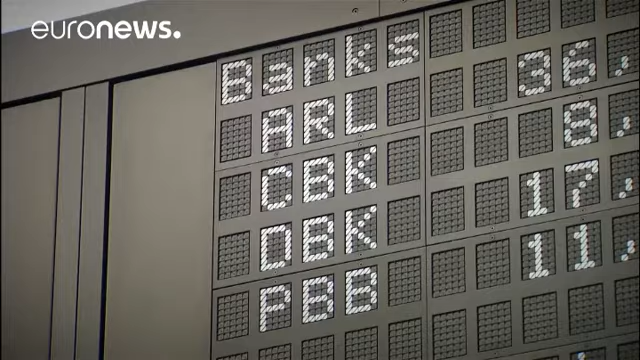 euronews.
Banks
ARL 36,
CBK 8,
DBK 17,
PBB 11,